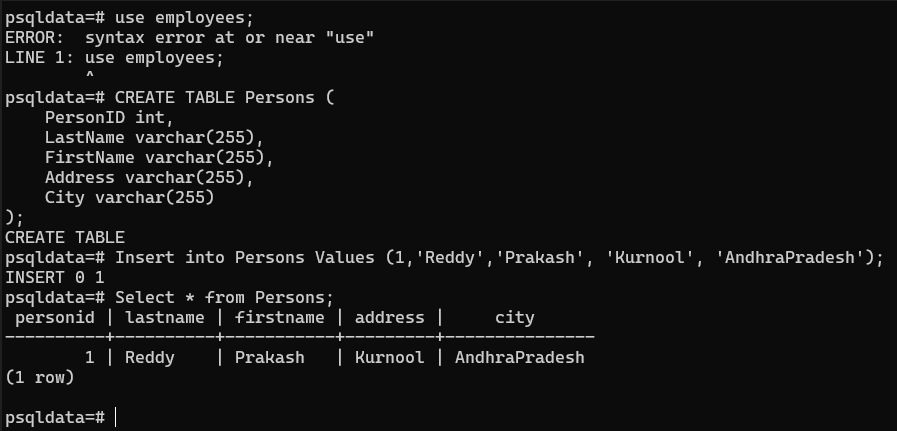 psqldata=# use employees;
ERROR:  syntax error at or near "use"
LINE 1: use employees;
        ^
psqldata=# CREATE TABLE Persons (
    PersonID int,
    LastName varchar(255),
    FirstName varchar(255),
    Address varchar(255),
    City varchar(255)
);
CREATE TABLE
psqldata=# Insert into Persons Values (1,'Reddy','Prakash', 'Kurnool', 'AndhraPradesh');
INSERT 0 1
psqldata=# Select * from Persons;
 personid | lastname | firstname | address |     city
----------+----------+-----------+---------+---------------
        1 | Reddy    | Prakash   | Kurnool | AndhraPradesh
(1 row)

psqldata=#